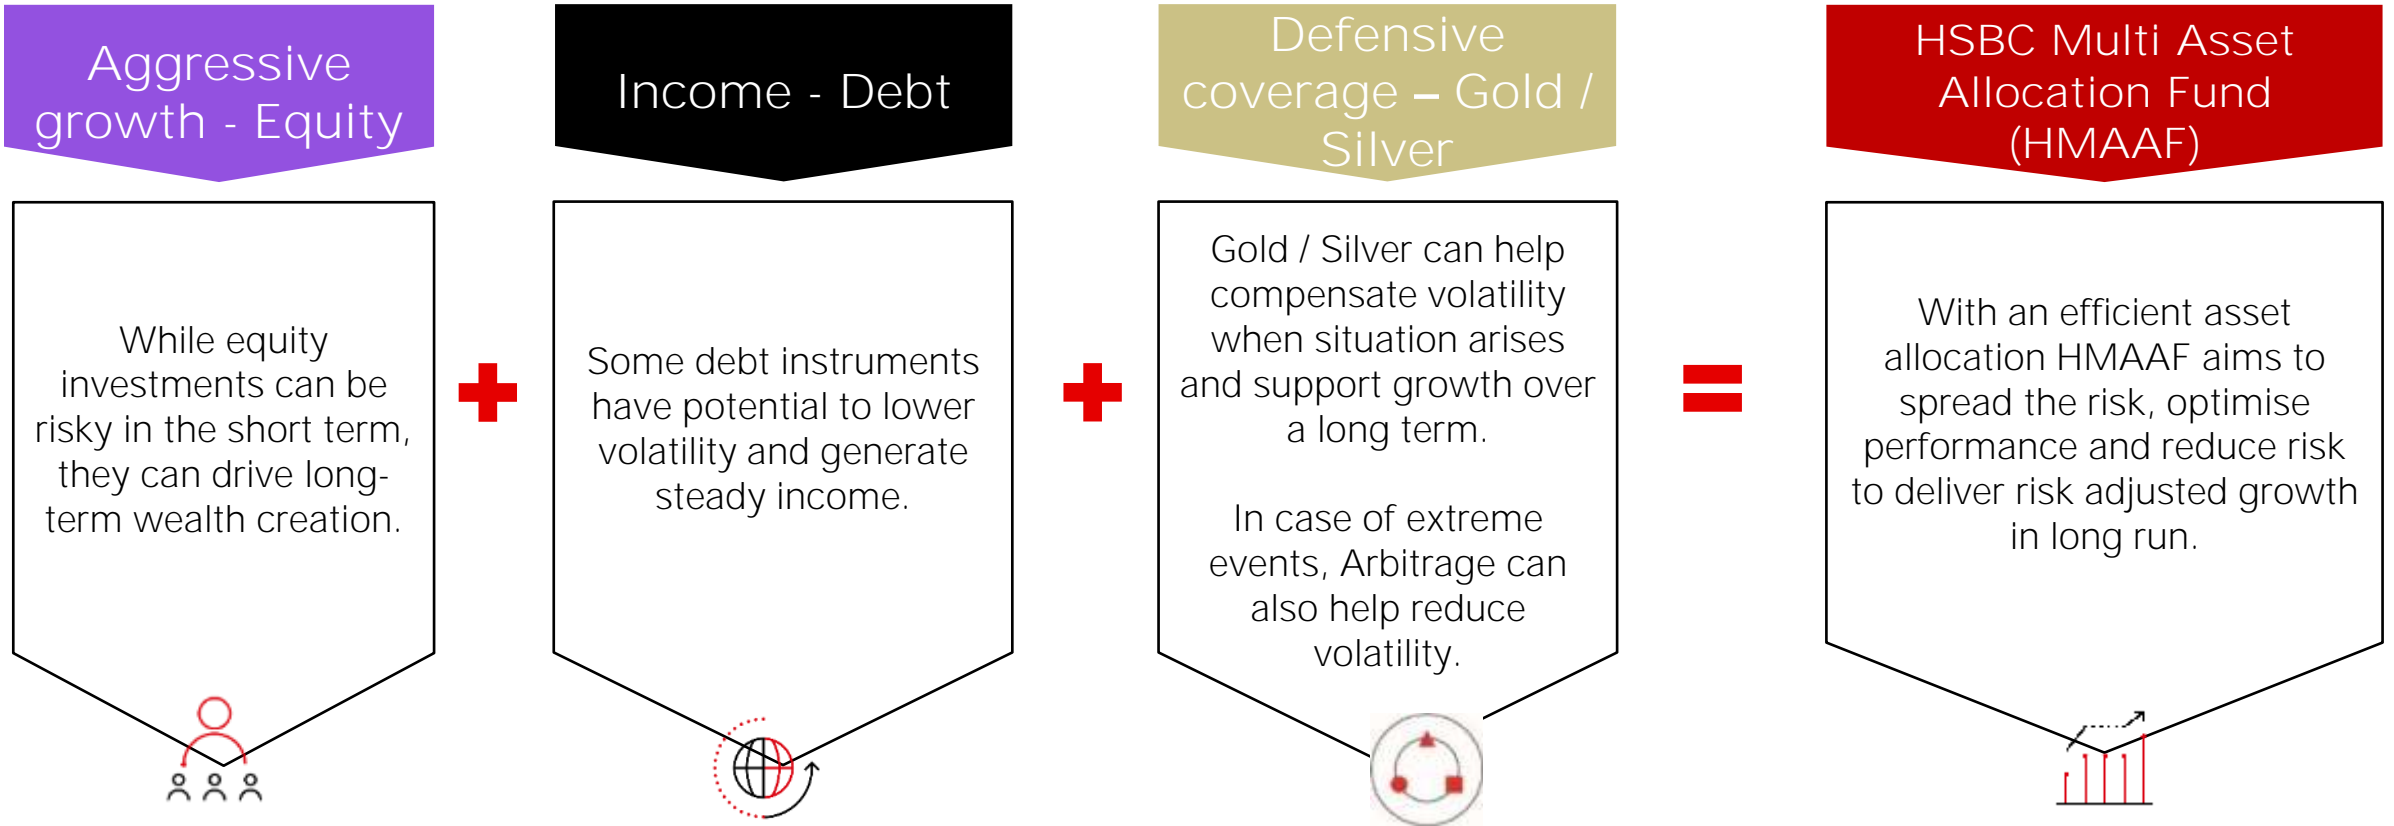 Aggressive
growth - Equity
While equity
investments can be
risky in the short term,
they can drive long-
term wealth creation.
Income - Debt
Some debt instruments
have potential to lower
volatility and generate
steady income.
Defensive
coverage – Gold /
Silver
Gold / Silver can help
compensate volatility
when situation arises
and support growth over
a long term.
In case of extreme
events, Arbitrage can
also help reduce
volatility.
HSBC Multi Asset
Allocation Fund
(HMAAF)
With an efficient asset
allocation HMAAF aims to
spread the risk, optimise
performance and reduce risk
to deliver risk adjusted growth
in long run.